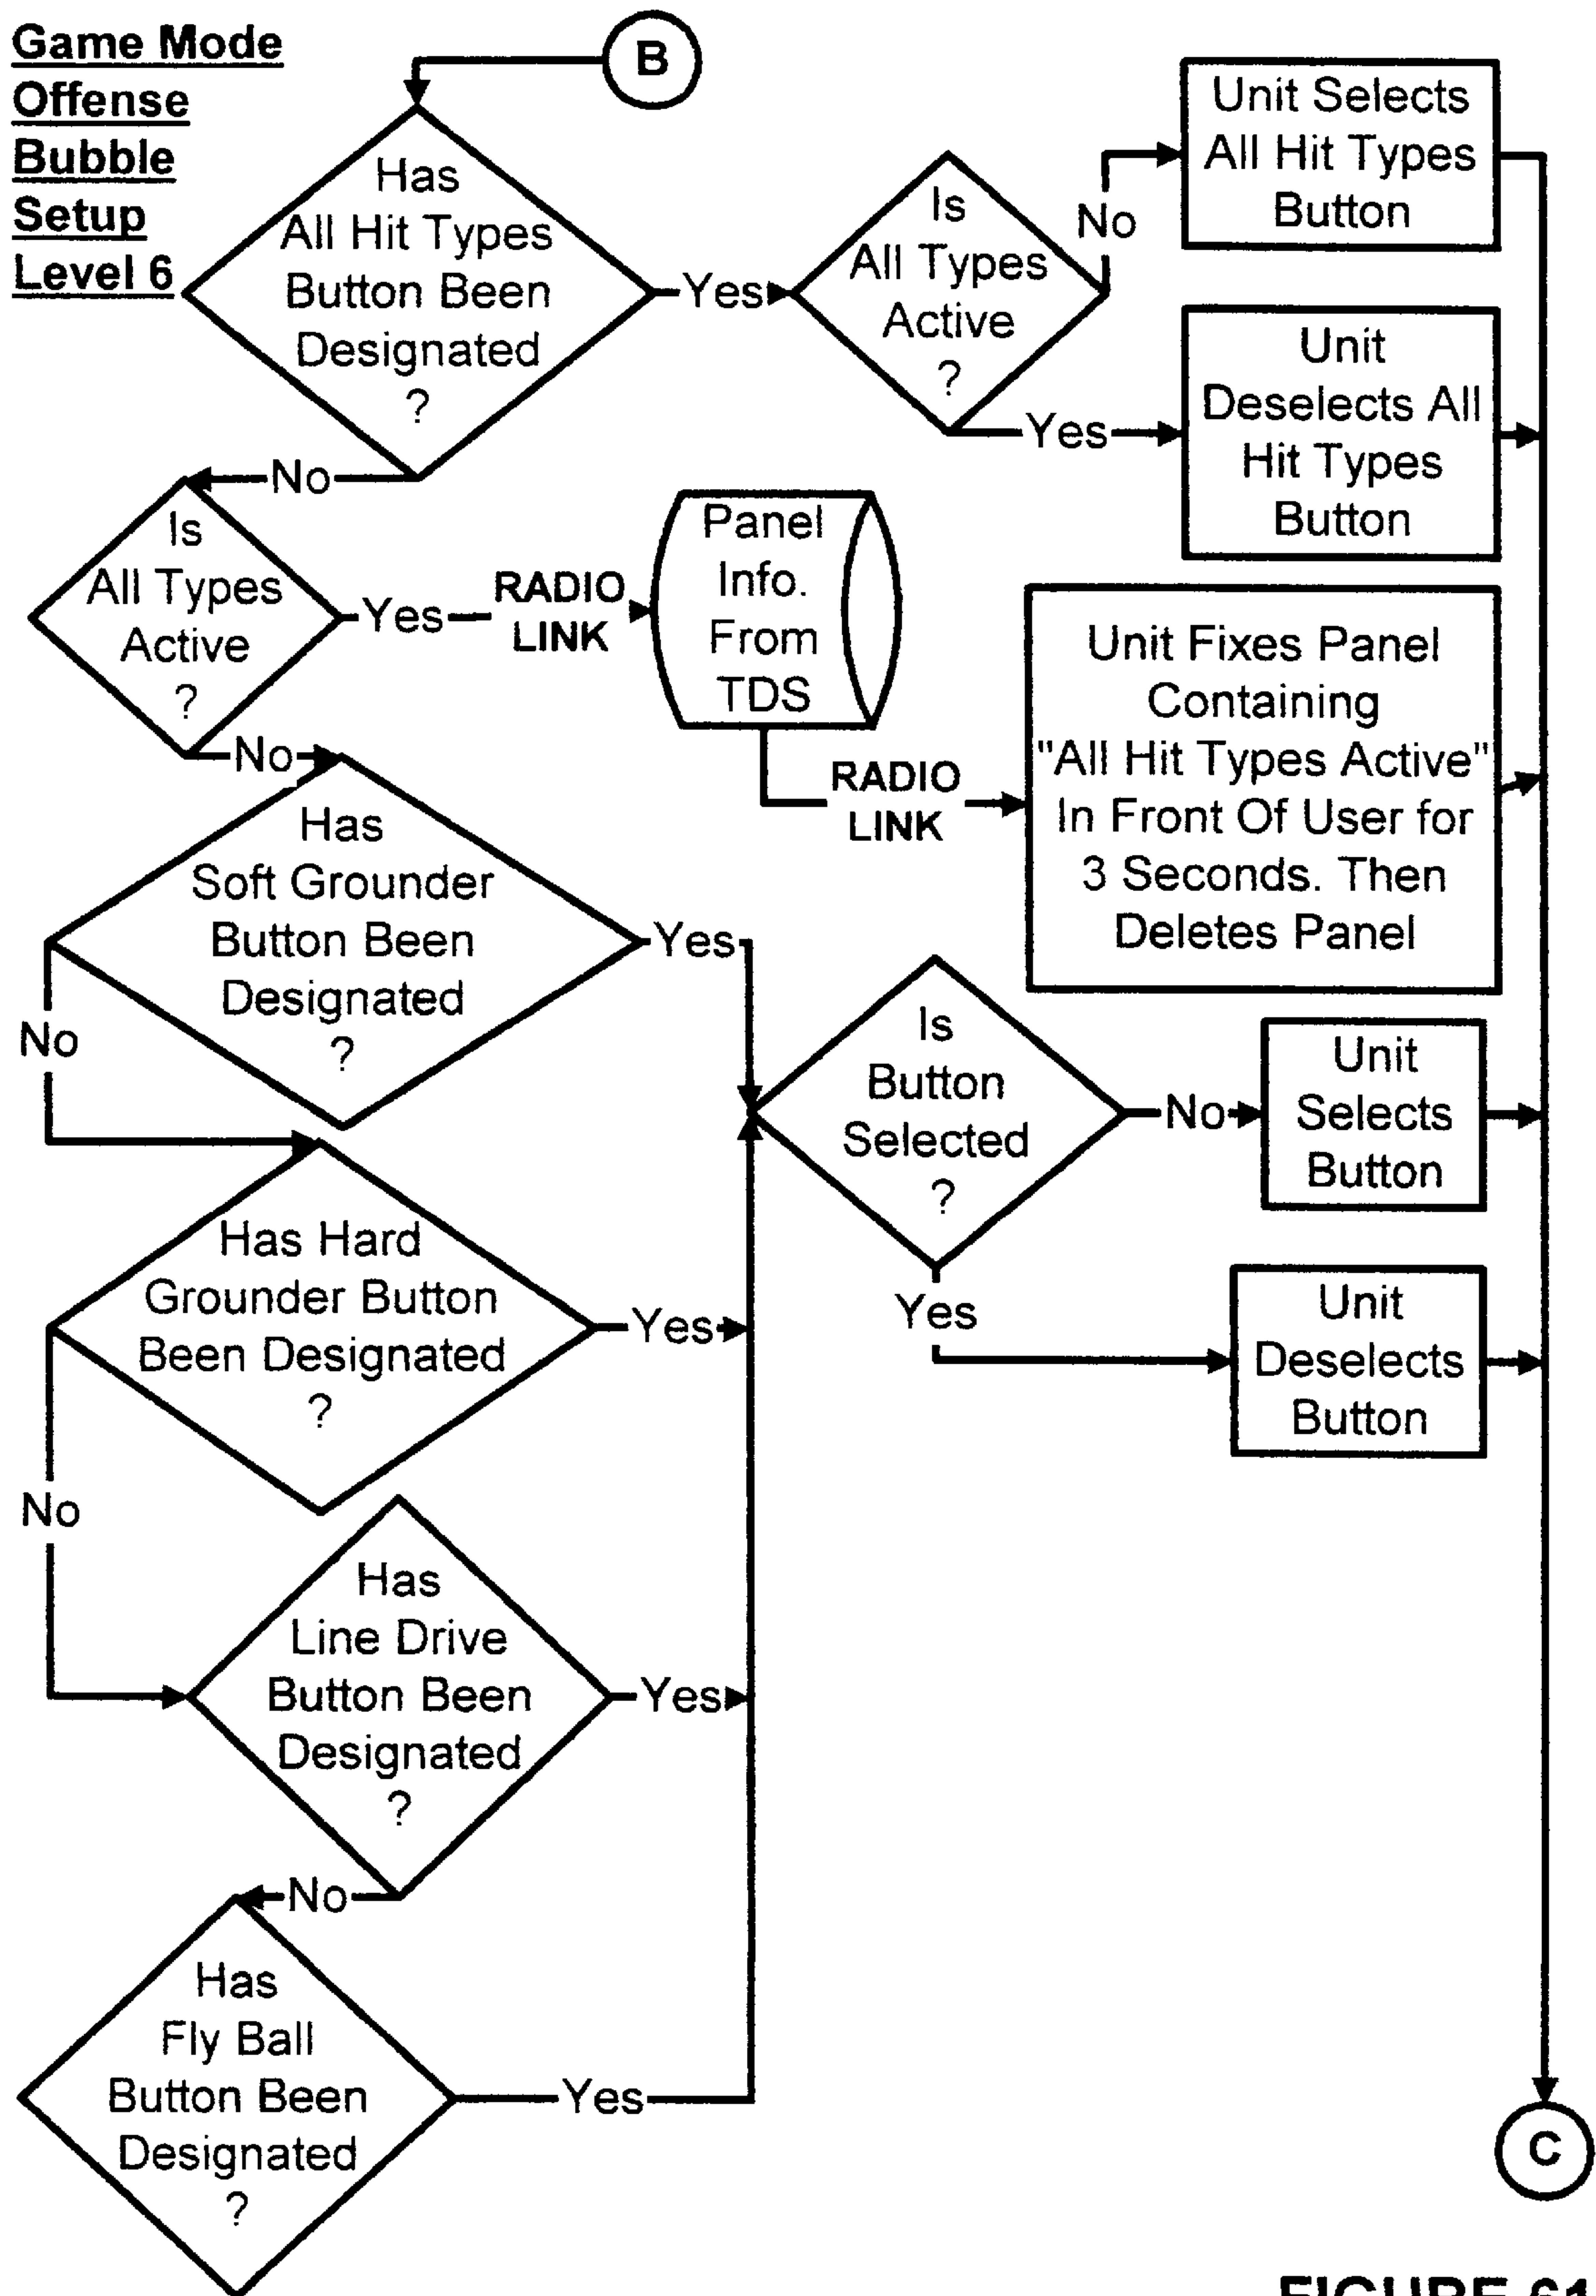 Game Mode
Offense
Bubble
Setup
Level 6
B
Has
All Hit Types
Button Been
Designated
?
Yes
Is
All Types
Active
?
No
Unit Selects
All Hit Types
Button
Yes
Unit
Deselects All
Hit Types
Button
No
Is
All Types
Active
?
Yes
RADIO
LINK
Panel
Info.
From
TDS
RADIO
LINK
Unit Fixes Panel
Containing
"All Hit Types Active"
In Front Of User for
3 Seconds. Then
Deletes Panel
No
Has
Soft Grounder
Button Been
Designated
?
Yes
No
Is
Button
Selected
?
No
Unit
Selects
Button
Yes
Unit
Deselects
Button
Has Hard
Grounder Button
Been Designated
?
Yes
No
Has
Line Drive
Button Been
Designated
?
Yes
No
Has
Fly Ball
Button Been
Designated
?
Yes
C
FIGURE 61